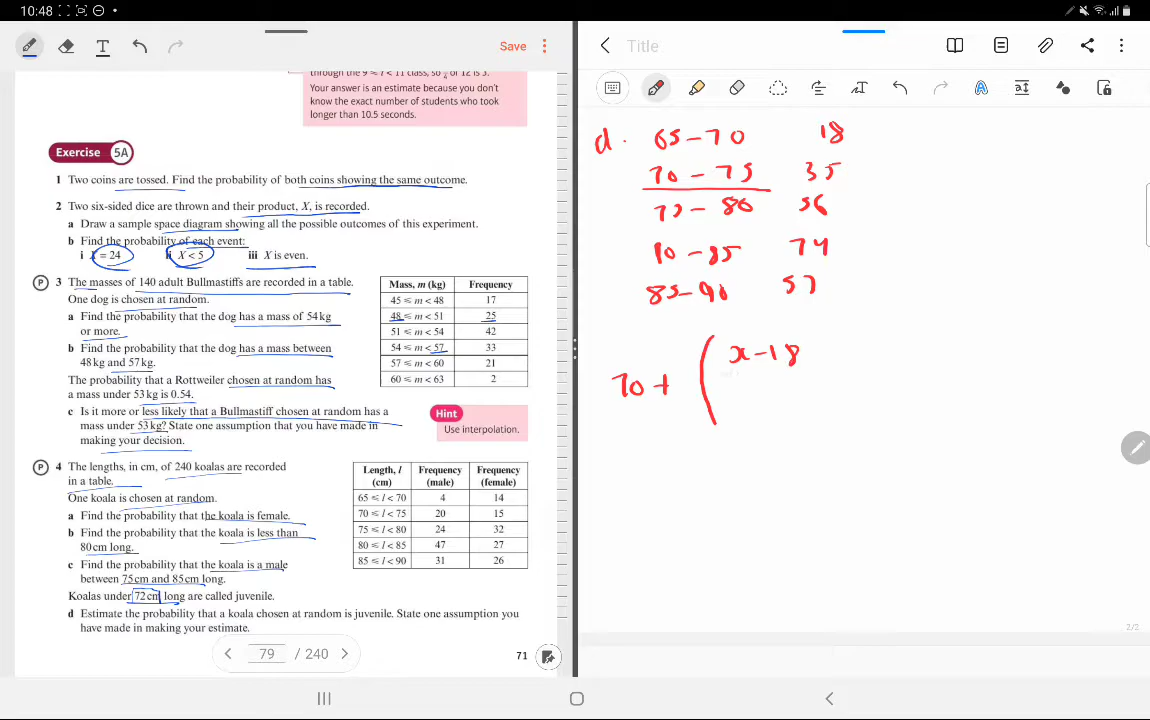 10:48
Save
through the 9 ⩽ l < 11 class, so ¼ of 12 is 3.
Your answer is an estimate because you don't
know the exact number of students who took
longer than 10.5 seconds.
Exercise 5A
1 Two coins are tossed. Find the probability of both coins showing the same outcome.
2 Two six-sided dice are thrown and their product, X, is recorded.
a Draw a sample space diagram showing all the possible outcomes of this experiment.
b Find the probability of each event:
i X = 24 ii X < 5 iii X is even.
P 3 The masses of 140 adult Bullmastiffs are recorded in a table.
One dog is chosen at random.
a Find the probability that the dog has a mass of 54 kg
or more.
b Find the probability that the dog has a mass between
48 kg and 57 kg.
The probability that a Rottweiler chosen at random has
a mass under 53 kg is 0.54.
c Is it more or less likely that a Bullmastiff chosen at random has a
mass under 53 kg? State one assumption that you have made in
making your decision.
Mass, m (kg) Frequency
45 ⩽ m < 48 17
48 ⩽ m < 51 25
51 ⩽ m < 54 42
54 ⩽ m < 57 33
57 ⩽ m < 60 21
60 ⩽ m < 63 2
Hint
Use interpolation.
P 4 The lengths, in cm, of 240 koalas are recorded
in a table.
One koala is chosen at random.
a Find the probability that the koala is female.
b Find the probability that the koala is less than
80 cm long.
c Find the probability that the koala is a male
between 75 cm and 85 cm long.
Koalas under 72 cm long are called juvenile.
d Estimate the probability that a koala chosen at random is juvenile. State one assumption you
have made in making your estimate.
Length, l (cm) Frequency (male) Frequency (female)
65 ⩽ l < 70 4 14
70 ⩽ l < 75 20 15
75 ⩽ l < 80 24 32
80 ⩽ l < 85 47 27
85 ⩽ l < 90 31 26
79 / 240
71
Title
d. 65-70 18
70-75 35
75-80 56
90-85 74
85-90 57
70 + ( x-18
2/2